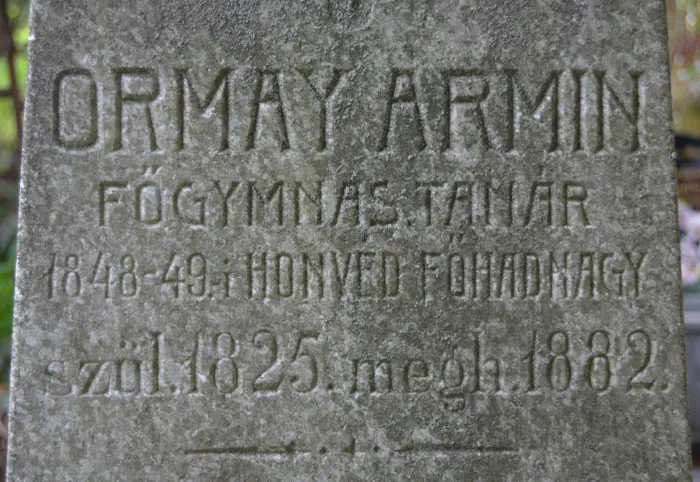 ORMAY ARMIN
FŐGYMNAS. TANÁR
1848-49.-i HONVÉD FŐHADNAGY
szül. 1825. megh. 1882.